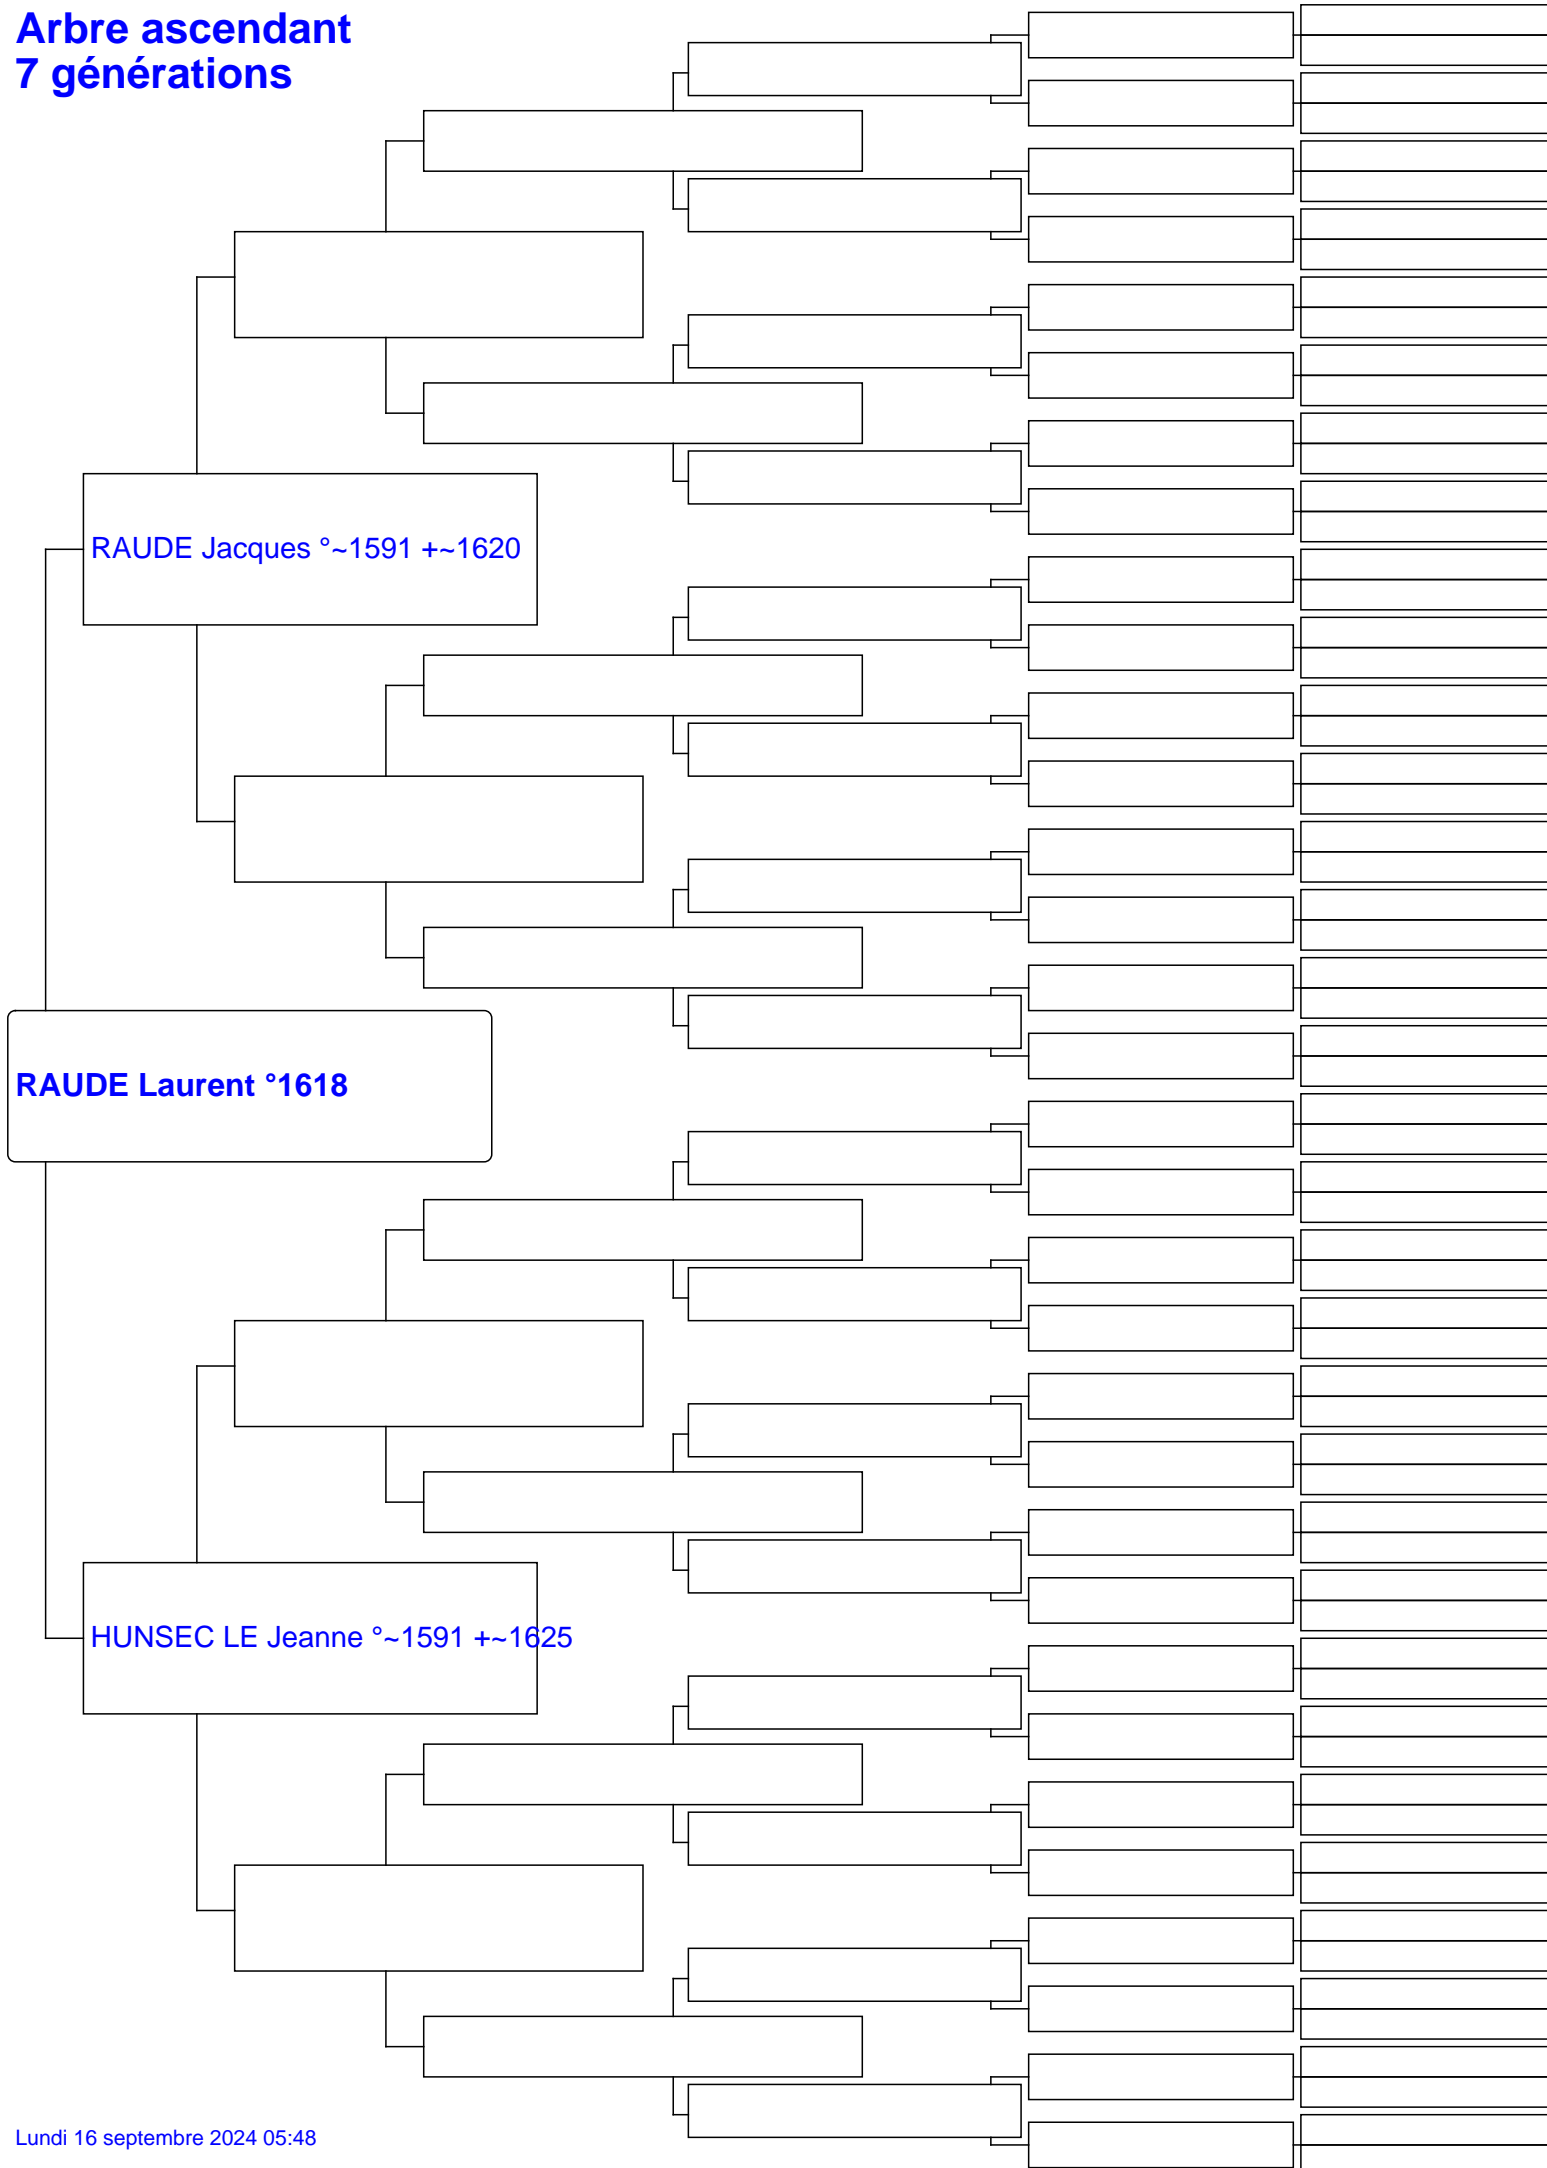 Arbre ascendant
7 générations
RAUDE Jacques °~1591 +~1620
RAUDE Laurent °1618
HUNSEC LE Jeanne °~1591 +~1625
Lundi 16 septembre 2024 05:48